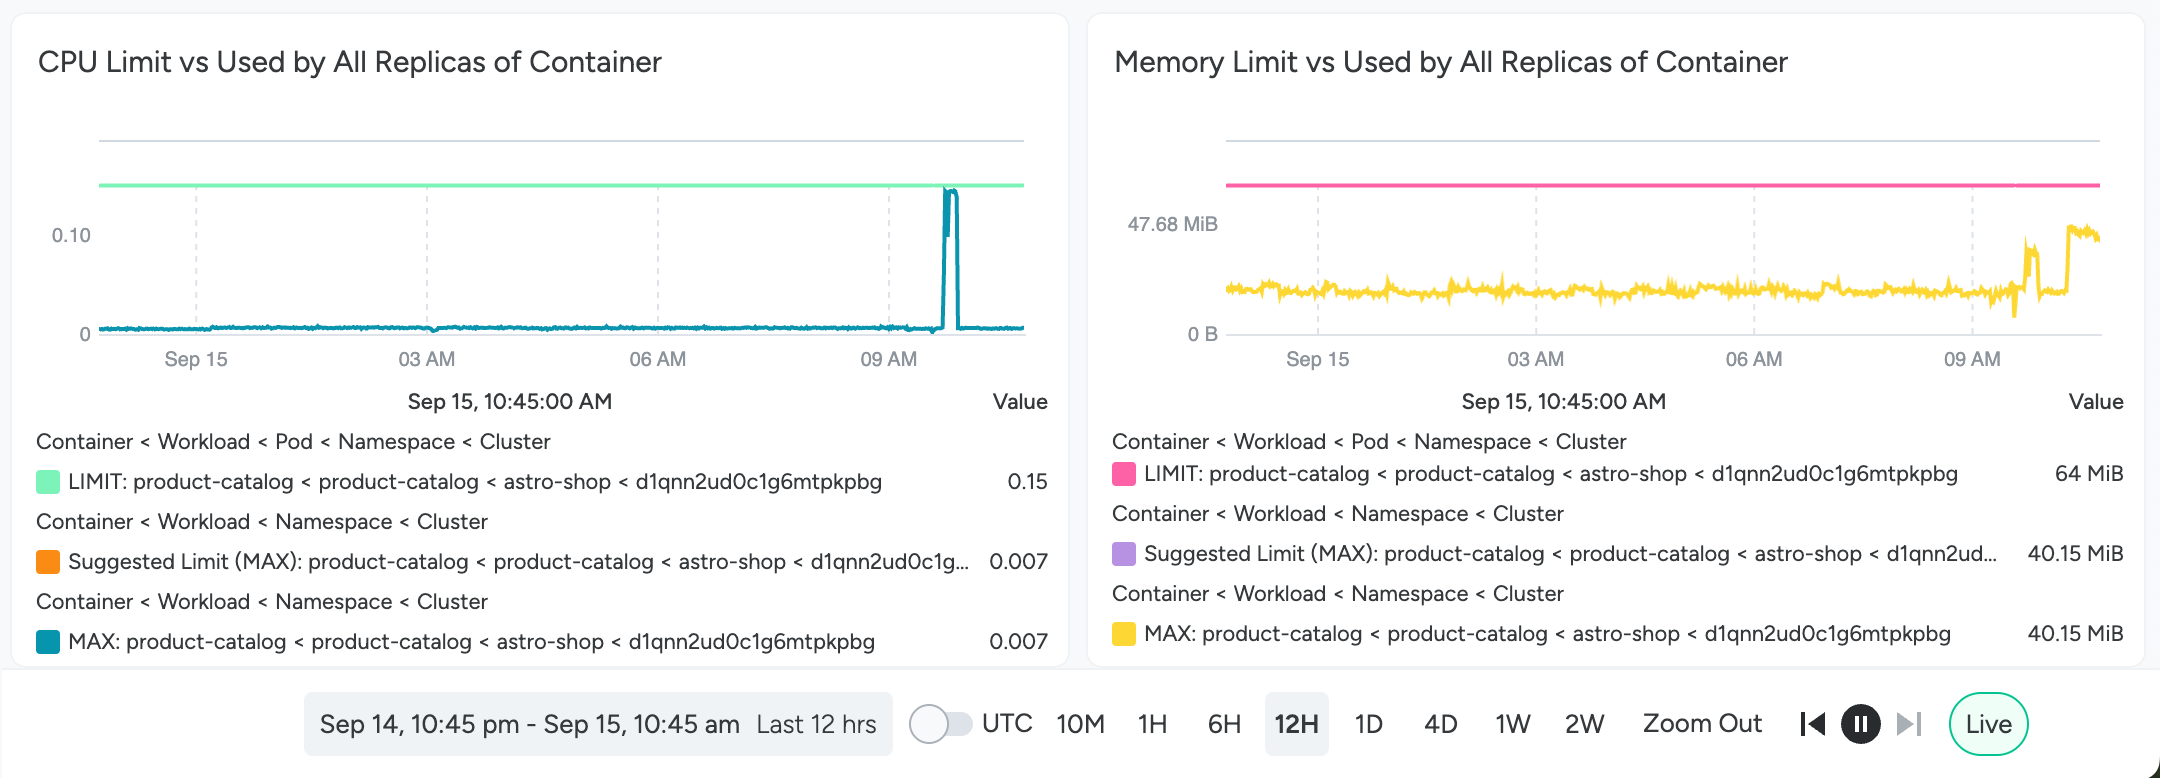 CPU Limit vs Used by All Replicas of Container
0.10
0
Sep 15
03 AM
06 AM
09 AM
Sep 15, 10:45:00 AM
Value
Container < Workload < Pod < Namespace < Cluster
LIMIT: product-catalog < product-catalog < astro-shop < d1qnn2ud0c1g6mtpkpbg
0.15
Container < Workload < Namespace < Cluster
Suggested Limit (MAX): product-catalog < product-catalog < astro-shop < d1qnn2ud0c1g...
0.007
Container < Workload < Namespace < Cluster
MAX: product-catalog < product-catalog < astro-shop < d1qnn2ud0c1g6mtpkpbg
0.007
Memory Limit vs Used by All Replicas of Container
47.68 MiB
0 B
Sep 15
03 AM
06 AM
09 AM
Sep 15, 10:45:00 AM
Value
Container < Workload < Pod < Namespace < Cluster
LIMIT: product-catalog < product-catalog < astro-shop < d1qnn2ud0c1g6mtpkpbg
64 MiB
Container < Workload < Namespace < Cluster
Suggested Limit (MAX): product-catalog < product-catalog < astro-shop < d1qnn2ud...
40.15 MiB
Container < Workload < Namespace < Cluster
MAX: product-catalog < product-catalog < astro-shop < d1qnn2ud0c1g6mtpkpbg
40.15 MiB
Sep 14, 10:45 pm - Sep 15, 10:45 am Last 12 hrs
UTC
10M
1H
6H
12H
1D
4D
1W
2W
Zoom Out
Live